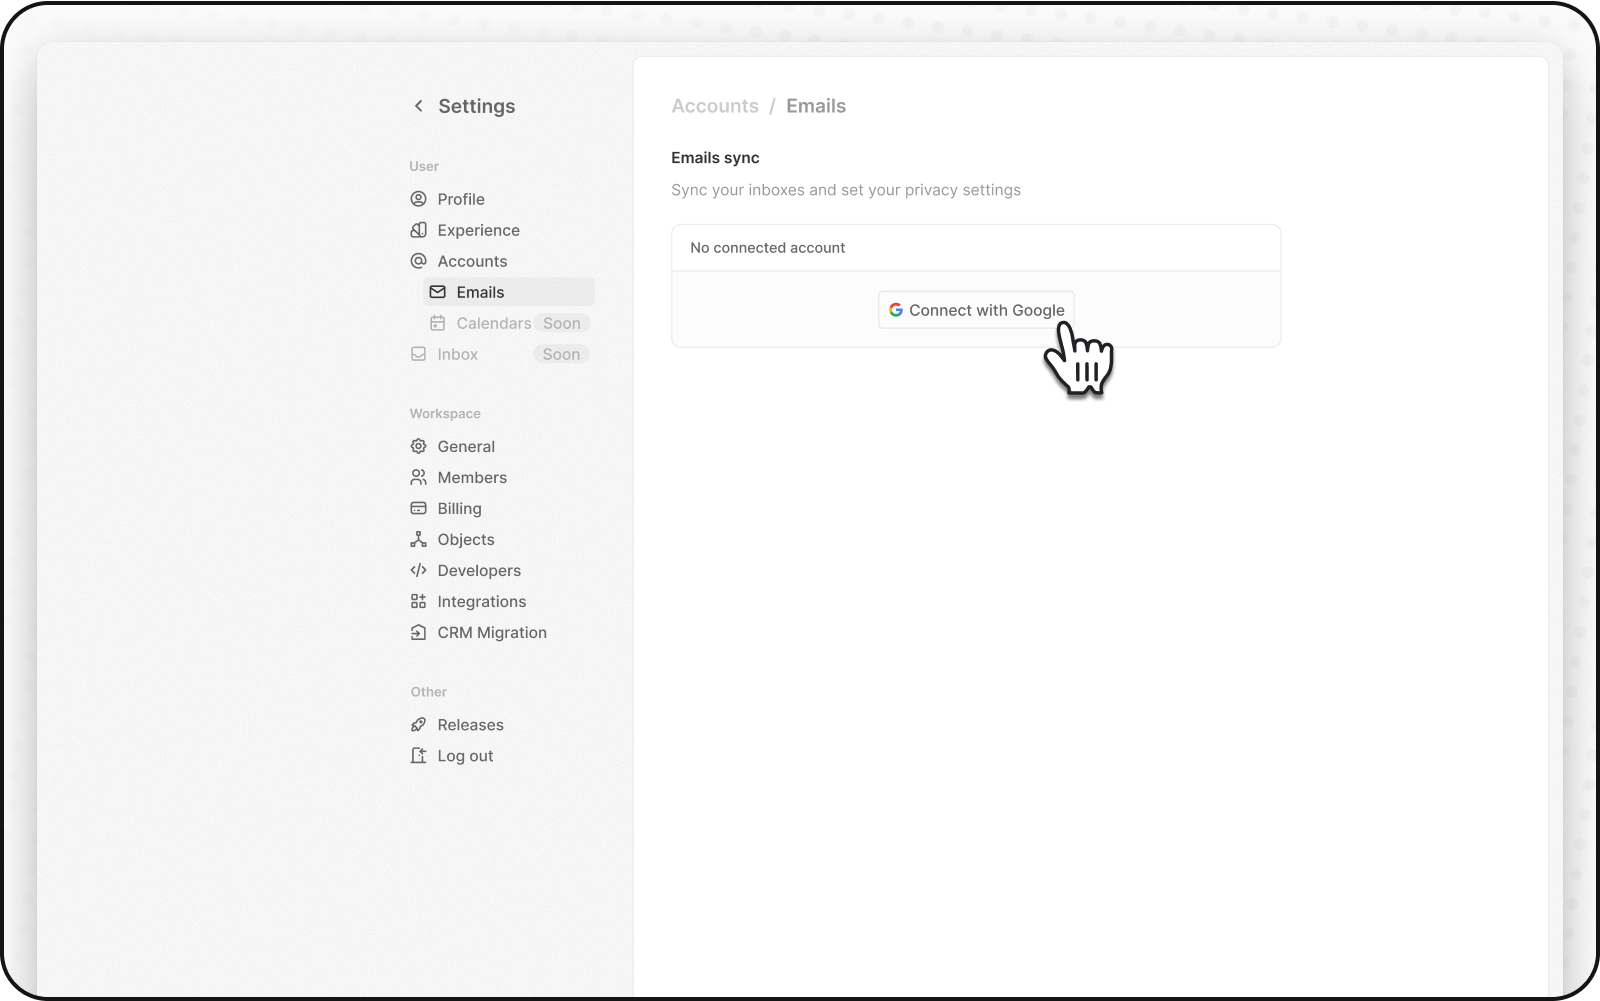 Settings
User
Profile
Experience
Accounts
Emails
Calendars Soon
Inbox Soon
Workspace
General
Members
Billing
Objects
Developers
Integrations
CRM Migration
Other
Releases
Log out
Accounts / Emails
Emails sync
Sync your inboxes and set your privacy settings
No connected account
Connect with Google